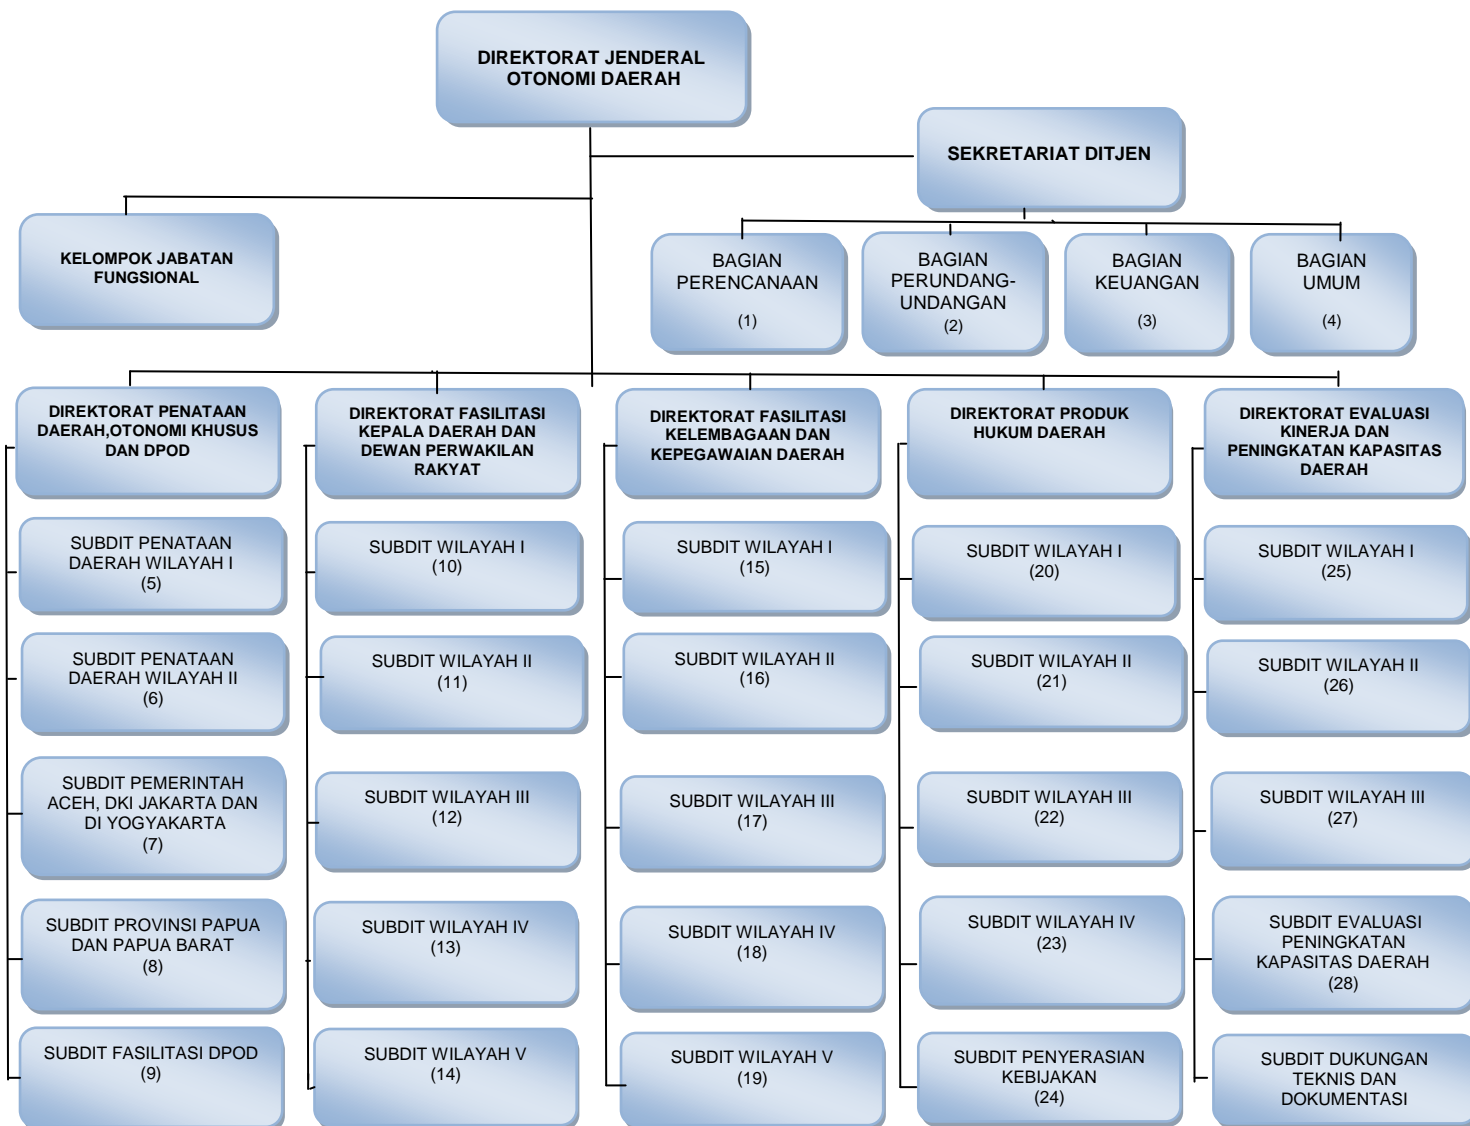 DIREKTORAT JENDERAL
OTONOMI DAERAH
SEKRETARIAT DITJEN
KELOMPOK JABATAN
FUNGSIONAL
BAGIAN
PERENCANAAN
(1)
BAGIAN
PERUNDANG-
UNDANGAN
(2)
BAGIAN
KEUANGAN
(3)
BAGIAN
UMUM
(4)
DIREKTORAT PENATAAN
DAERAH,OTONOMI KHUSUS
DAN DPOD
DIREKTORAT FASILITASI
KEPALA DAERAH DAN
DEWAN PERWAKILAN
RAKYAT
DIREKTORAT FASILITASI
KELEMBAGAAN DAN
KEPEGAWAIAN DAERAH
DIREKTORAT PRODUK
HUKUM DAERAH
DIREKTORAT EVALUASI
KINERJA DAN
PENINGKATAN KAPASITAS
DAERAH
SUBDIT PENATAAN
DAERAH WILAYAH I
(5)
SUBDIT WILAYAH I
(10)
SUBDIT WILAYAH I
(15)
SUBDIT WILAYAH I
(20)
SUBDIT WILAYAH I
(25)
SUBDIT PENATAAN
DAERAH WILAYAH II
(6)
SUBDIT WILAYAH II
(11)
SUBDIT WILAYAH II
(16)
SUBDIT WILAYAH II
(21)
SUBDIT WILAYAH II
(26)
SUBDIT PEMERINTAH
ACEH, DKI JAKARTA DAN
DI YOGYAKARTA
(7)
SUBDIT WILAYAH III
(12)
SUBDIT WILAYAH III
(17)
SUBDIT WILAYAH III
(22)
SUBDIT WILAYAH III
(27)
SUBDIT PROVINSI PAPUA
DAN PAPUA BARAT
(8)
SUBDIT WILAYAH IV
(13)
SUBDIT WILAYAH IV
(18)
SUBDIT WILAYAH IV
(23)
SUBDIT EVALUASI
PENINGKATAN
KAPASITAS DAERAH
(28)
SUBDIT FASILITASI DPOD
(9)
SUBDIT WILAYAH V
(14)
SUBDIT WILAYAH V
(19)
SUBDIT PENYERASIAN
KEBIJAKAN
(24)
SUBDIT DUKUNGAN
TEKNIS DAN
DOKUMENTASI